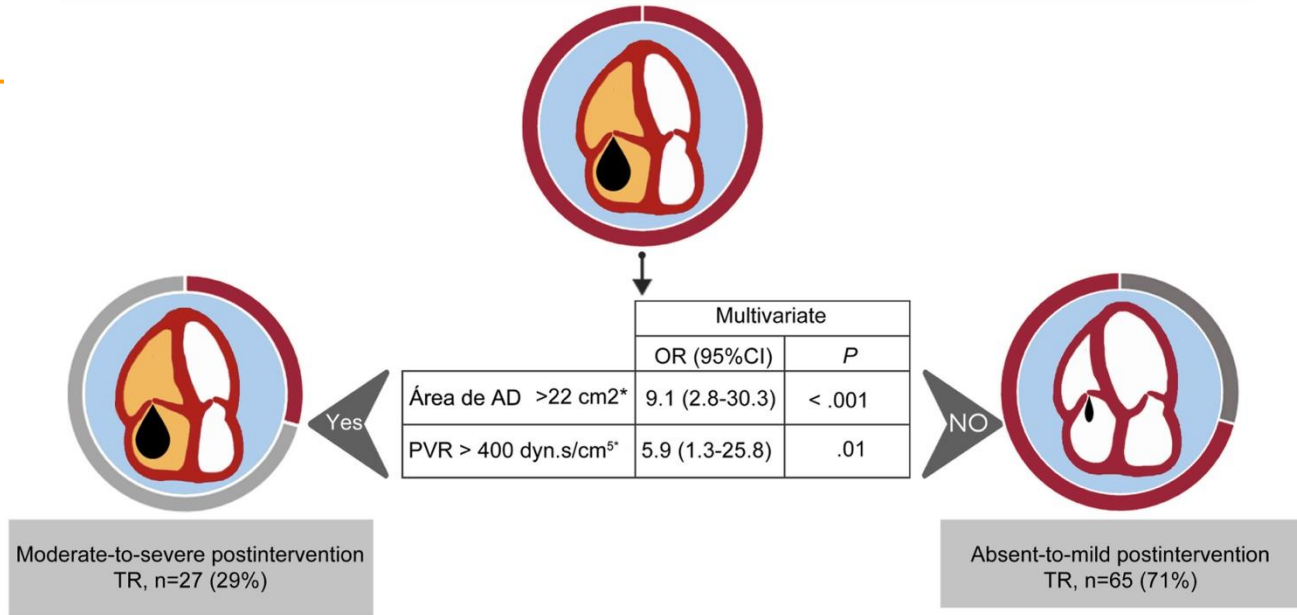 Multivariate
OR (95%CI) P
Área de AD >22 cm2* 9.1 (2.8-30.3) < .001
PVR > 400 dyn.s/cm⁵* 5.9 (1.3-25.8) .01
Yes
NO
Moderate-to-severe postintervention
TR, n=27 (29%)
Absent-to-mild postintervention
TR, n=65 (71%)